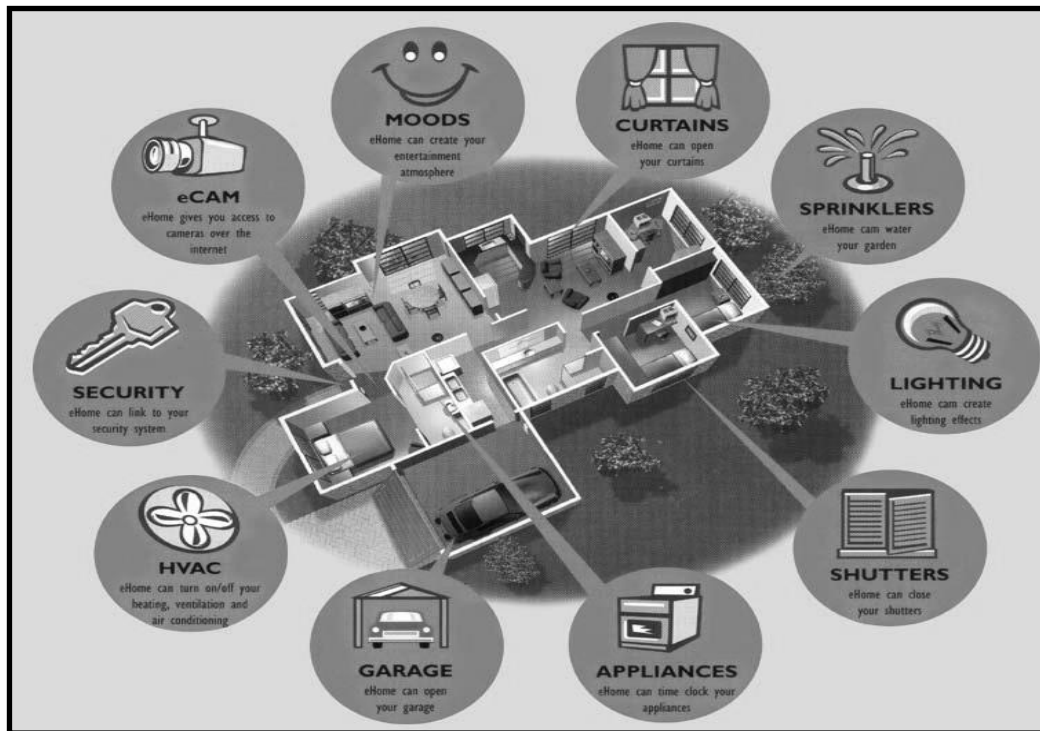 MOODS
eHome can create your
entertainment
atmosphere
CURTAINS
eHome can open
your curtains
eCAM
eHome gives you access to
cameras over the
internet
SPRINKLERS
eHome cam water
your garden
SECURITY
eHome can link to your
security system
LIGHTING
eHome cam create
lighting effects
HVAC
eHome can turn on/off your
heating, ventilation and
air conditioning
SHUTTERS
eHome can close
your shutters
GARAGE
eHome can open
your garage
APPLIANCES
eHome can time clock your
appliances